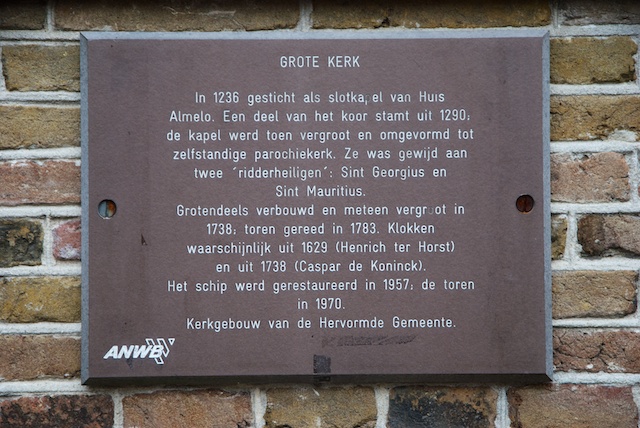 GROTE KERK
In 1236 gesticht als slotkapel van Huis
Almelo. Een deel van het koor stamt uit 1290;
de kapel werd toen vergroot en omgevormd tot
zelfstandige parochiekerk. Ze was gewijd aan
twee ´ridderheiligen´: Sint Georgius en
Sint Mauritius.
Grotendeels verbouwd en meteen vergroot in
1738; toren gereed in 1783. Klokken
waarschijnlijk uit 1629 (Henrich ter Horst)
en uit 1738 (Caspar de Koninck).
Het schip werd gerestaureerd in 1957; de toren
in 1970.
Kerkgebouw van de Hervormde Gemeente.
ANWB